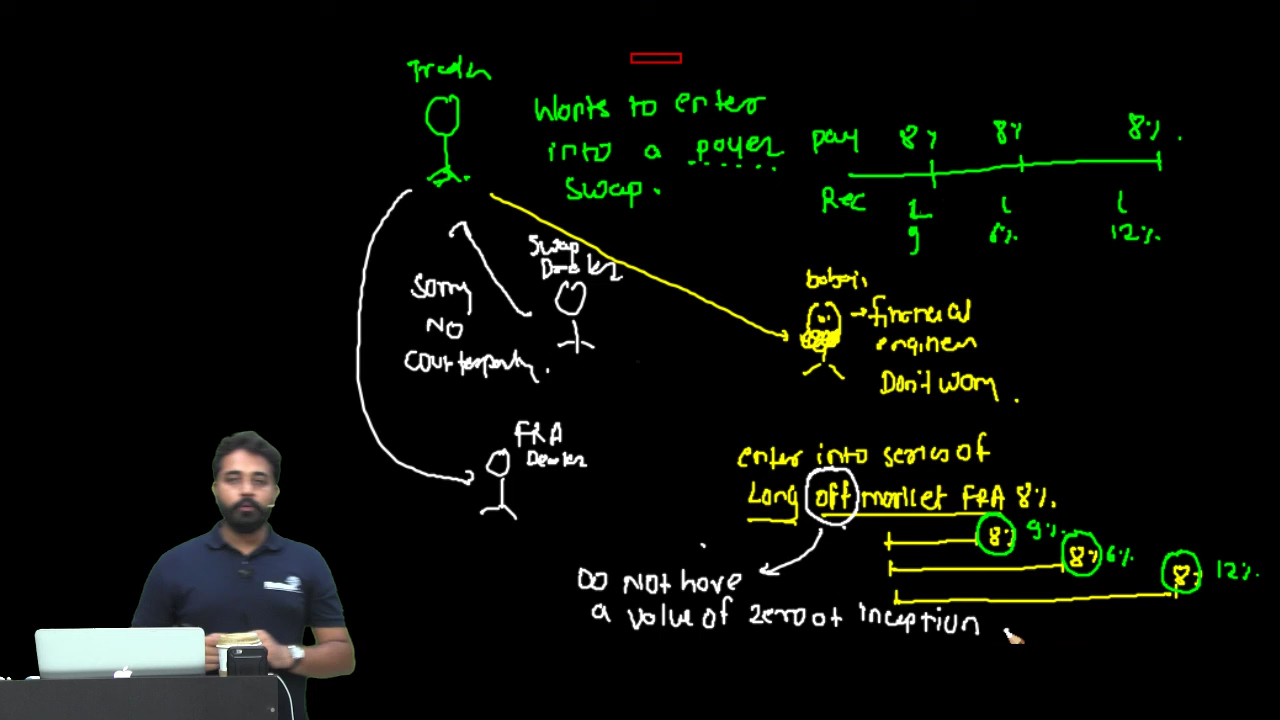 Trader
Wants to enter
into a payer
swap.
pay 8% 8% 8%.
Rec L L L
9 6%. 12%.
Swap
Dealer
Sorry
NO
counterparty.
babaji
→ financial
engineer
Don't worry.
FRA
Dealer
enter into series of
Long off market FRA 8%.
8% 9%.
8% 6%.
8% 12%.
DO NOT have
a value of zero at inception